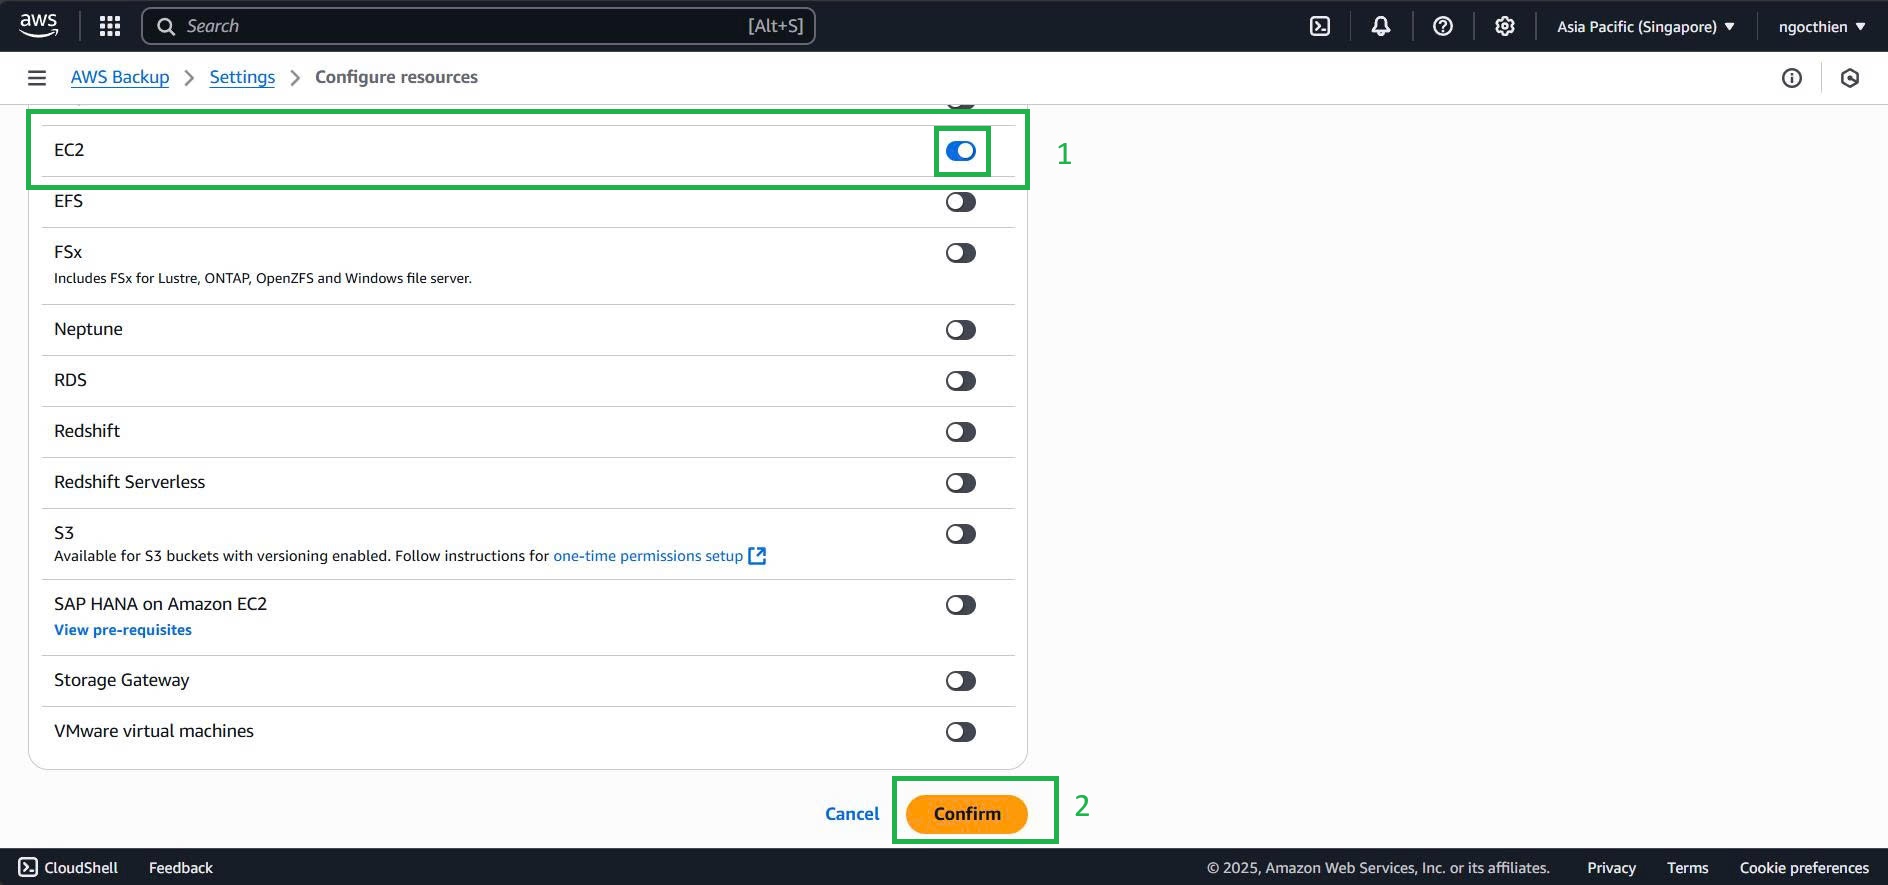 aws
Search [Alt+S]
Asia Pacific (Singapore)
ngocthien
AWS Backup > Settings > Configure resources
EC2
1
EFS
FSx
Includes FSx for Lustre, ONTAP, OpenZFS and Windows file server.
Neptune
RDS
Redshift
Redshift Serverless
S3
Available for S3 buckets with versioning enabled. Follow instructions for one-time permissions setup
SAP HANA on Amazon EC2
View pre-requisites
Storage Gateway
VMware virtual machines
Cancel
Confirm
2
CloudShell
Feedback
© 2025, Amazon Web Services, Inc. or its affiliates.
Privacy
Terms
Cookie preferences